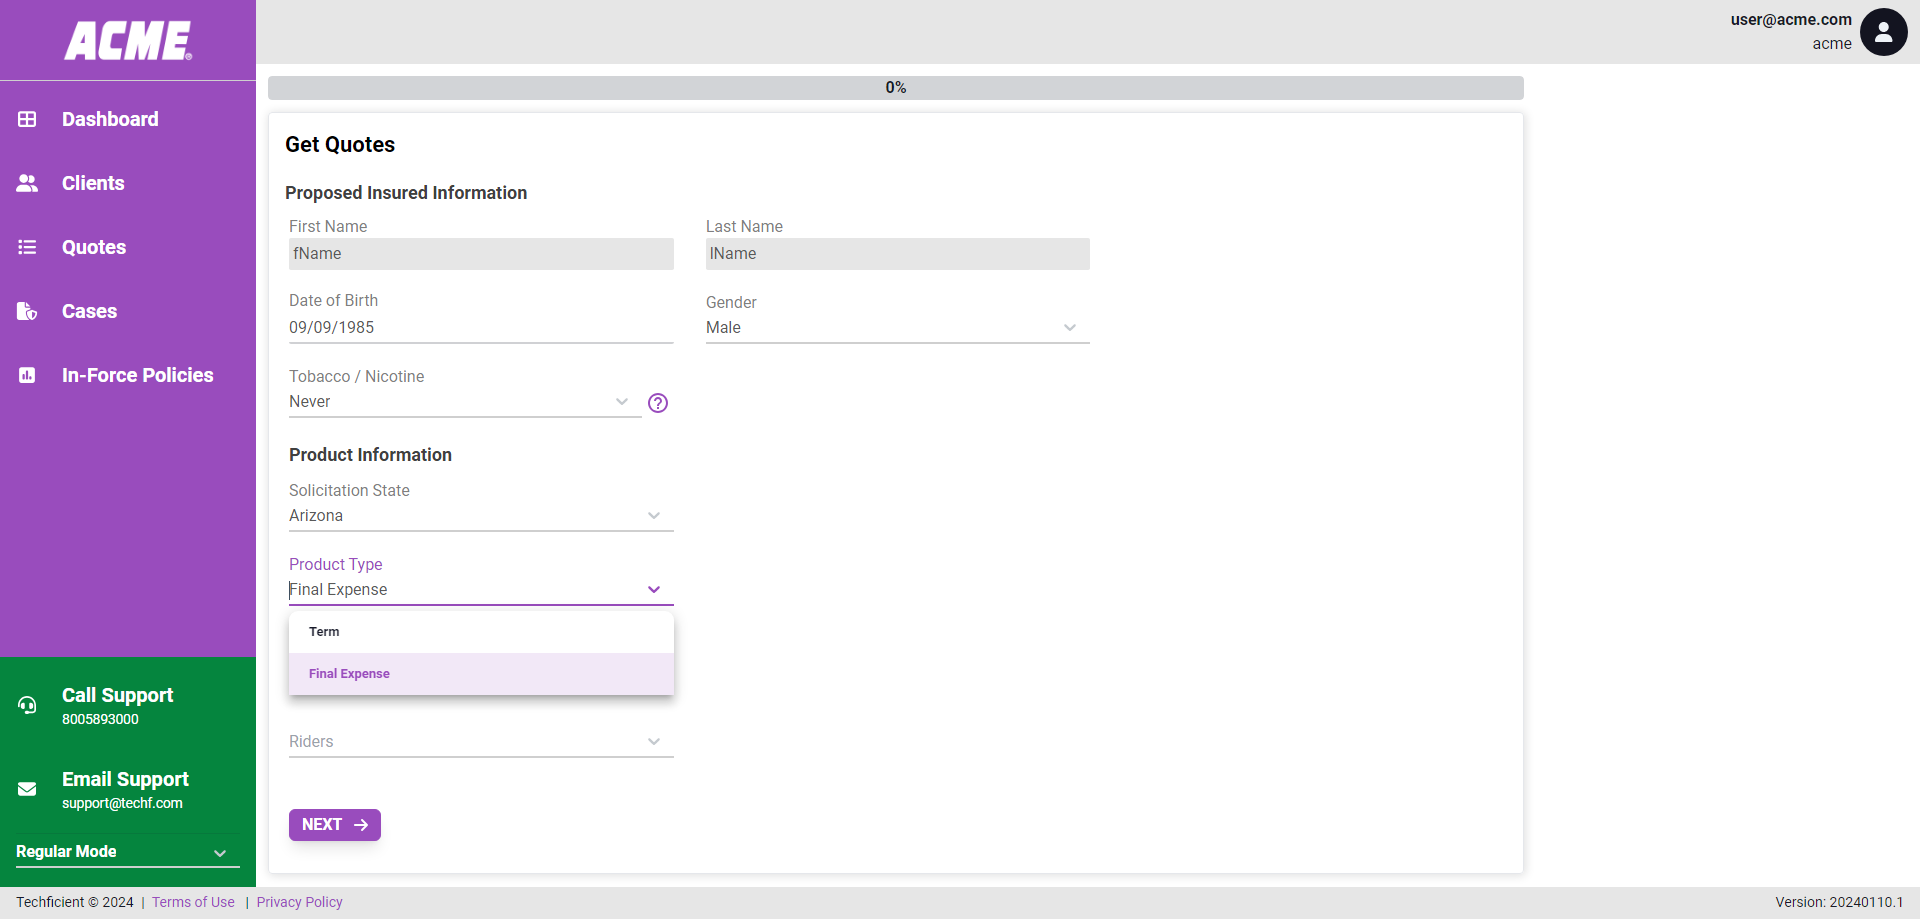 ACME®
user@acme.com
acme
0%
Dashboard
Clients
Quotes
Cases
In-Force Policies
Get Quotes
Proposed Insured Information
First Name
fName
Last Name
lName
Date of Birth
09/09/1985
Gender
Male
Tobacco / Nicotine
Never
Product Information
Solicitation State
Arizona
Product Type
Final Expense
Term
Final Expense
Riders
NEXT
Call Support
8005893000
Email Support
support@techf.com
Regular Mode
Techficient © 2024 | Terms of Use | Privacy Policy
Version: 20240110.1